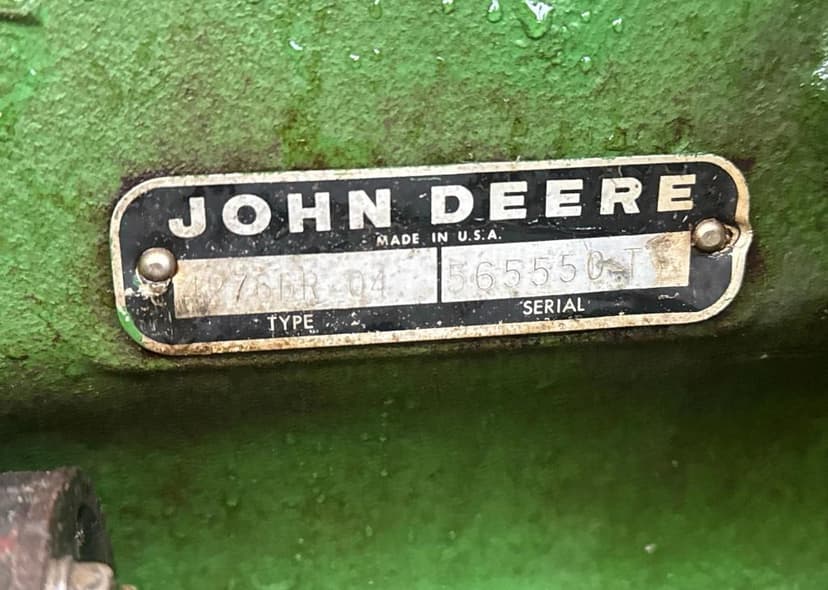 JOHN DEERE
MADE IN U.S.A.
565550 T
TYPE SERIAL